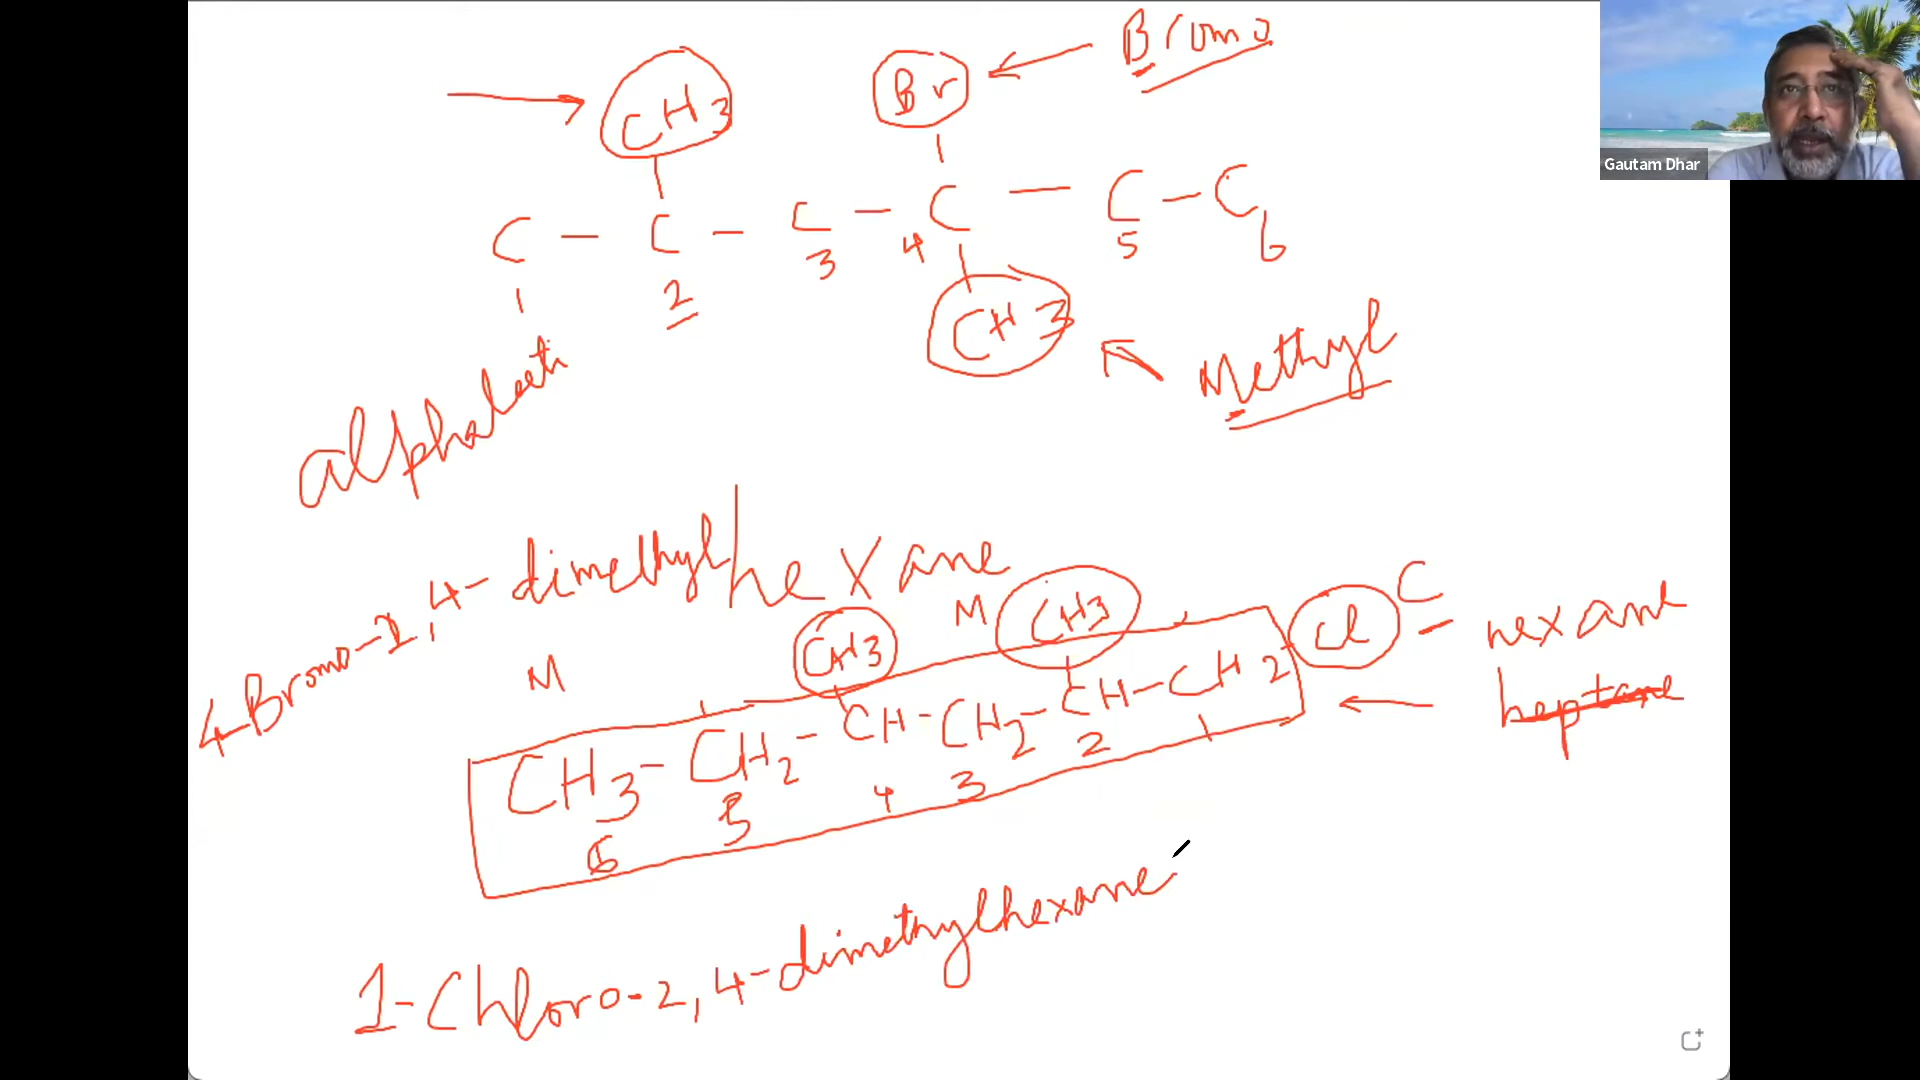 Bromo
CH3 Br
C - C - C - C - C - C
1 2 3 4 5 6
CH3
Methyl
4-Bromo-2,4-dimethylhexane
M CH3 M CH3 Cl C
hexane
heptane
CH3-CH2-CH-CH2-CH-CH2
6 5 4 3 2 1
1-Chloro-2,4-dimethylhexane
Gautam Dhar